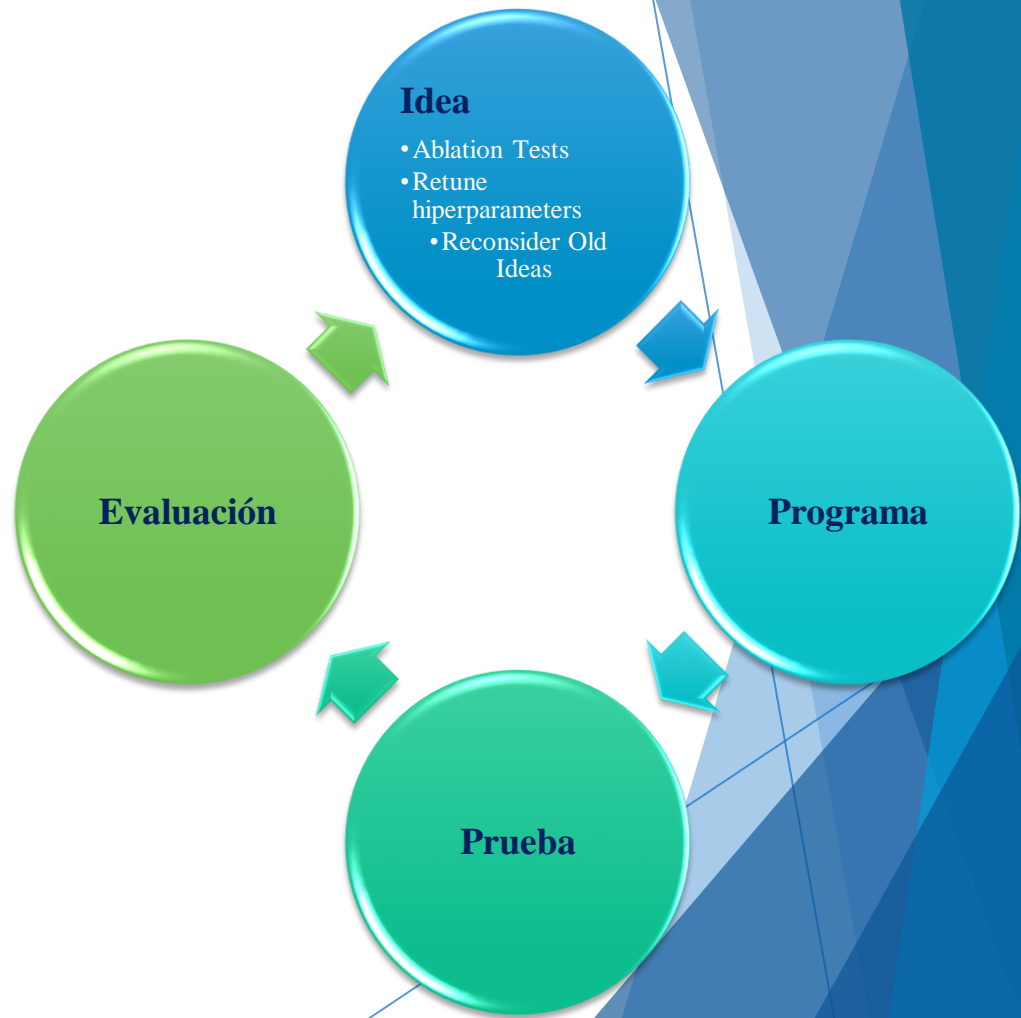 Idea
•Ablation Tests
•Retune
hiperparameters
•Reconsider Old
Ideas
Programa
Prueba
Evaluación